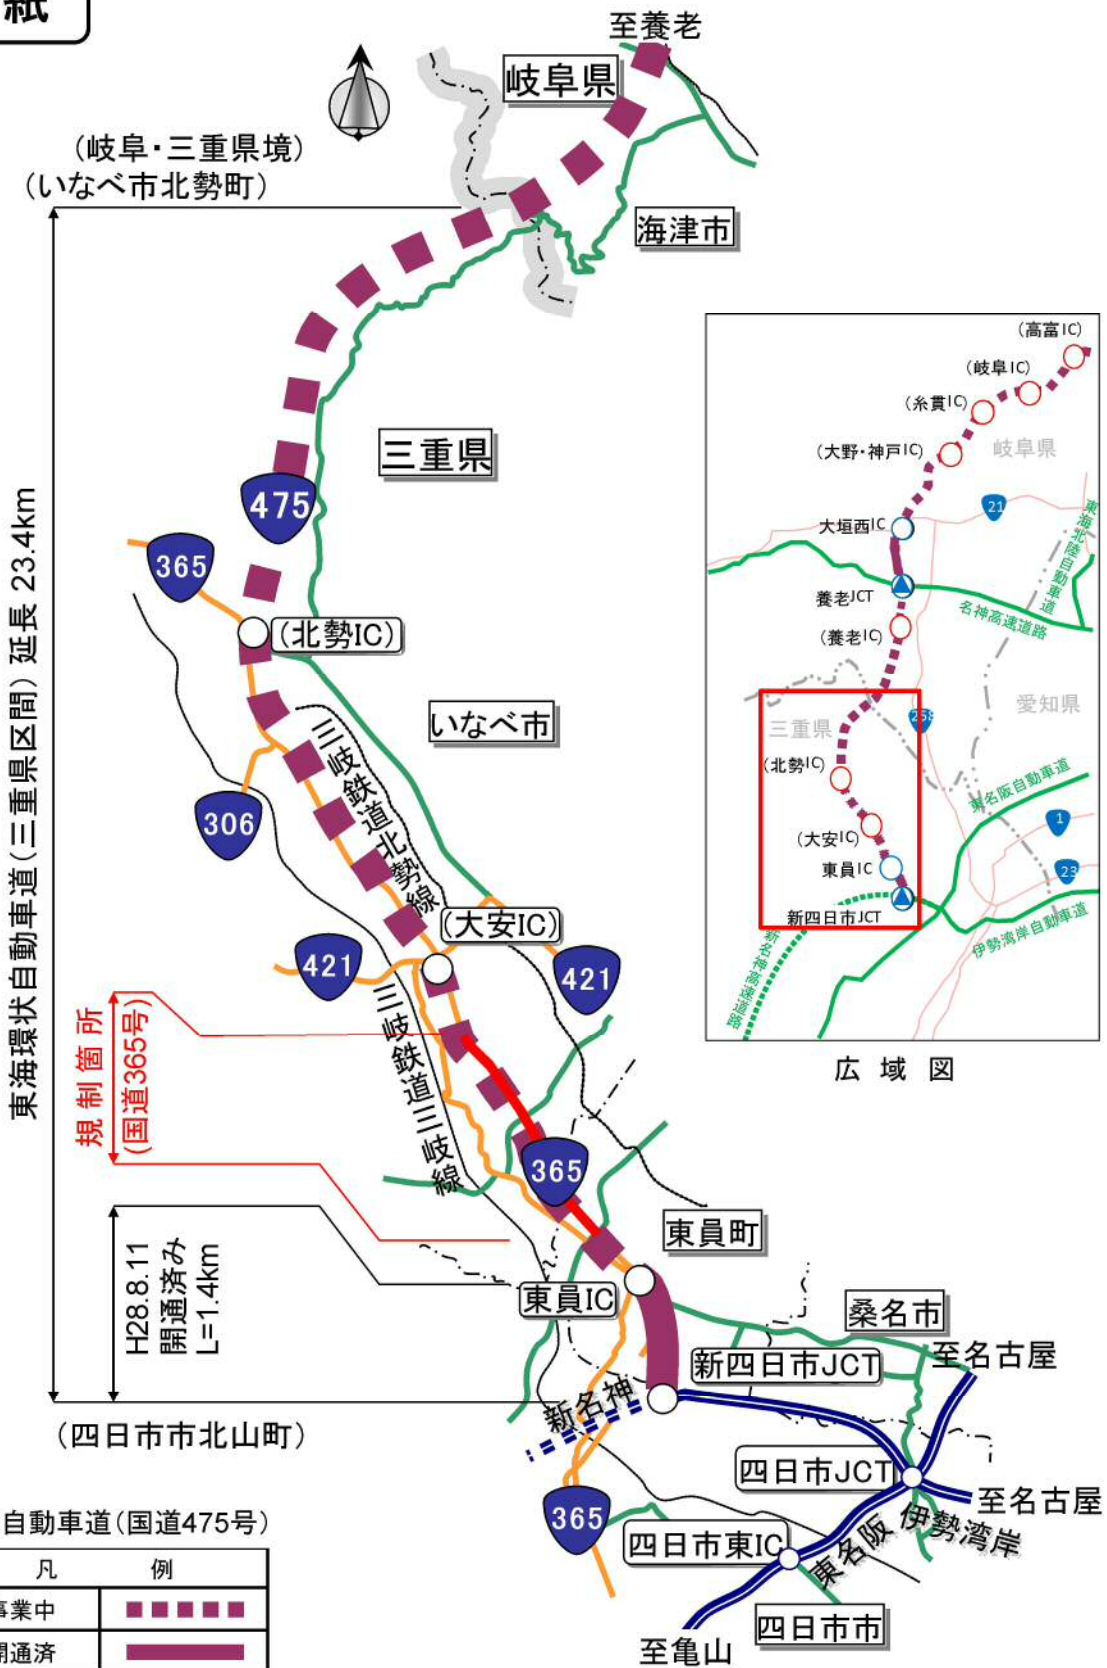 紙
至養老
岐阜県
(岐阜・三重県境)
(いなべ市北勢町)
海津市
三重県
475
365
(北勢IC)
いなべ市
三岐鉄道北勢線
306
(大安IC)
421
421
三岐鉄道三岐線
東海環状自動車道(三重県区間) 延長 23.4km
規制箇所
(国道365号)
365
東員町
H28.8.11
開通済み
L=1.4km
東員IC
桑名市
至名古屋
新四日市JCT
新名神
(四日市市北山町)
四日市JCT
至名古屋
365
四日市東IC
東名阪
伊勢湾岸
四日市市
至亀山
自動車道(国道475号)
凡例
事業中
開通済
(高富IC)
(岐阜IC)
(糸貫IC)
(大野・神戸IC)
岐阜県
21
東海北陸自動車道
大垣西IC
養老JCT
名神高速道路
(養老IC)
愛知県
258
三重県
(北勢IC)
東名阪自動車道
1
(大安IC)
東員IC
23
新四日市JCT
伊勢湾岸自動車道
新名神高速道路
広域図